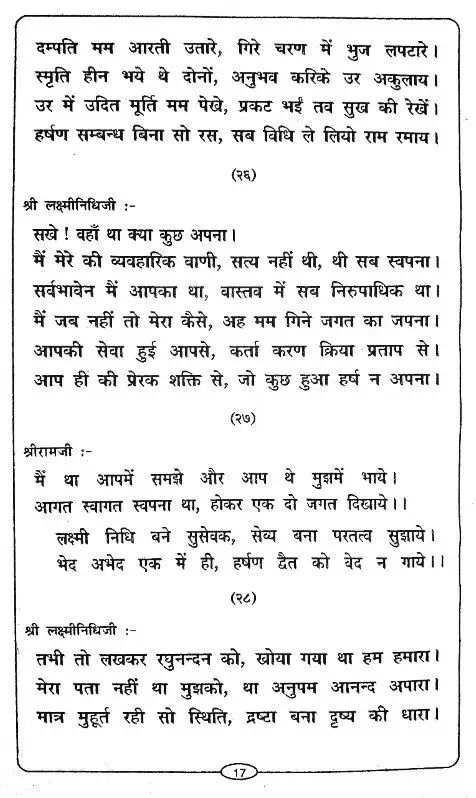 दम्पति मम आरती उतारे, गिरे चरण में भुज लपटारे।
स्मृति हीन भये थे दोनों, अनुभव करिके उर अकुलाय।
उर में उदित मूर्ति मम पेखे, प्रकट भईं तव सुख की रेखें।
हर्षण सम्बन्ध बिना सो रस, सब विधि ले लियो राम रमाय।
(२६)
श्री लक्ष्मीनिधिजी :-
सखे ! वहाँ था क्या कुछ अपना।
मैं मेरे की व्यवहारिक वाणी, सत्य नहीं थी, थी सब स्वपना।
सर्वभावेन मैं आपका था, वास्तव में सब निरुपाधिक था।
मैं जब नहीं तो मेरा कैसे, अह मम गिने जगत का जपना।
आपकी सेवा हुई आपसे, कर्ता करण क्रिया प्रताप से।
आप ही की प्रेरक शक्ति से, जो कुछ हुआ हर्ष न अपना।
(२७)
श्रीरामजी :-
मैं था आपमें समझे और आप थे मुझमें भाये।
आगत स्वागत स्वपना था, होकर एक दो जगत दिखाये।।
लक्ष्मी निधि बने सुसेवक, सेव्य बना परतत्व सुझाये।
भेद अभेद एक में ही, हर्षण द्वैत को वेद न गाये।।
(२८)
श्री लक्ष्मीनिधिजी :-
तभी तो लखकर रघुनन्दन को, खोया गया था हम हमारा।
मेरा पता नहीं था मुझको, था अनुपम आनन्द अपारा।
मात्र मुहूर्त रही सो स्थिति, द्रष्टा बना दृष्य की धारा।
17